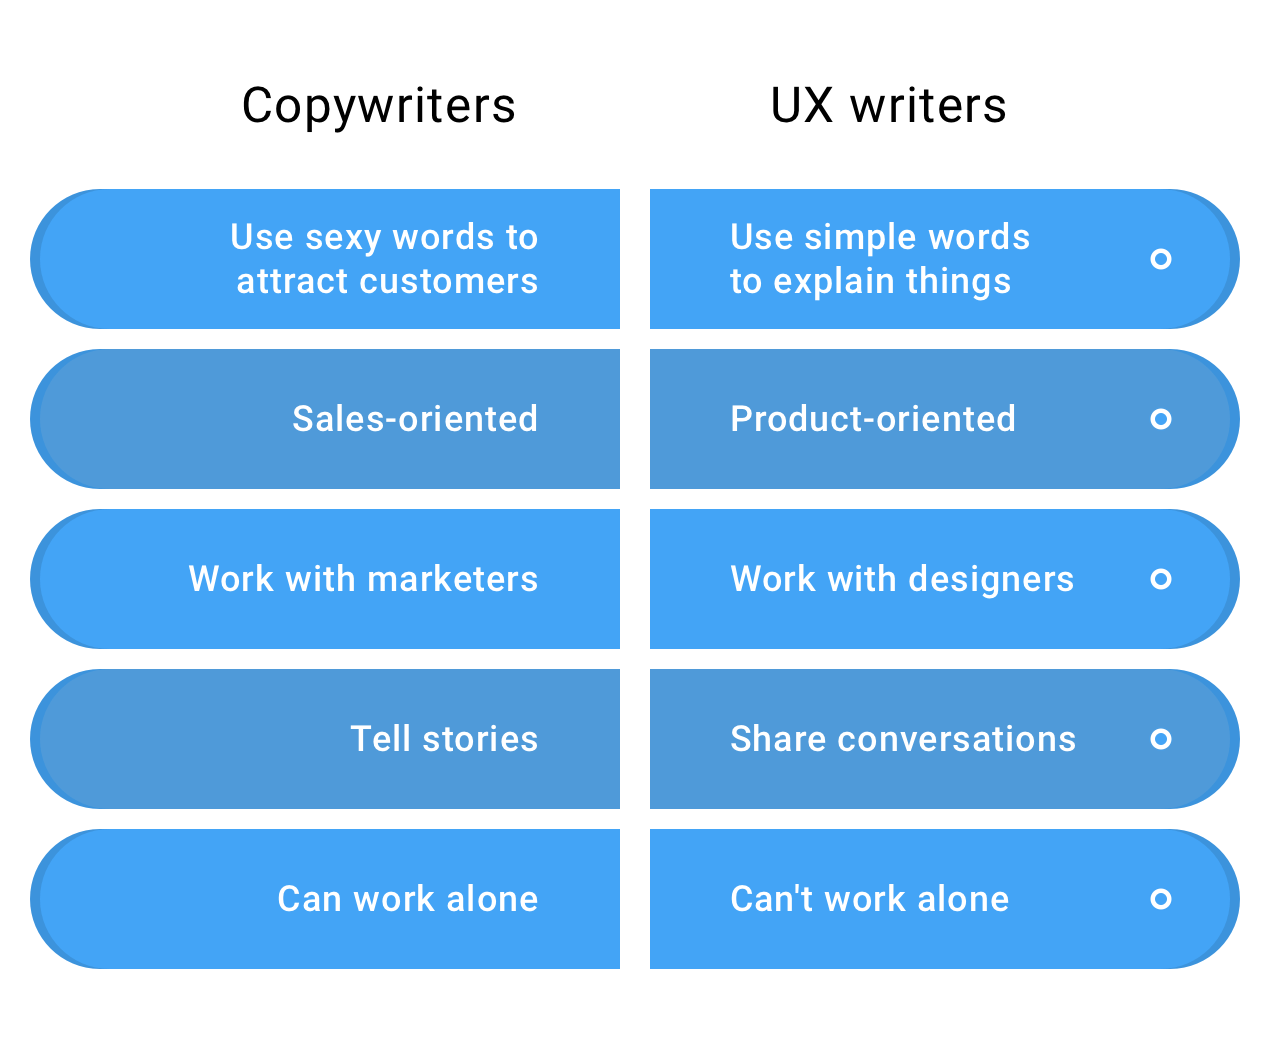 Copywriters
UX writers
Use sexy words to
attract customers
Use simple words
to explain things
Sales-oriented
Product-oriented
Work with marketers
Work with designers
Tell stories
Share conversations
Can work alone
Can't work alone